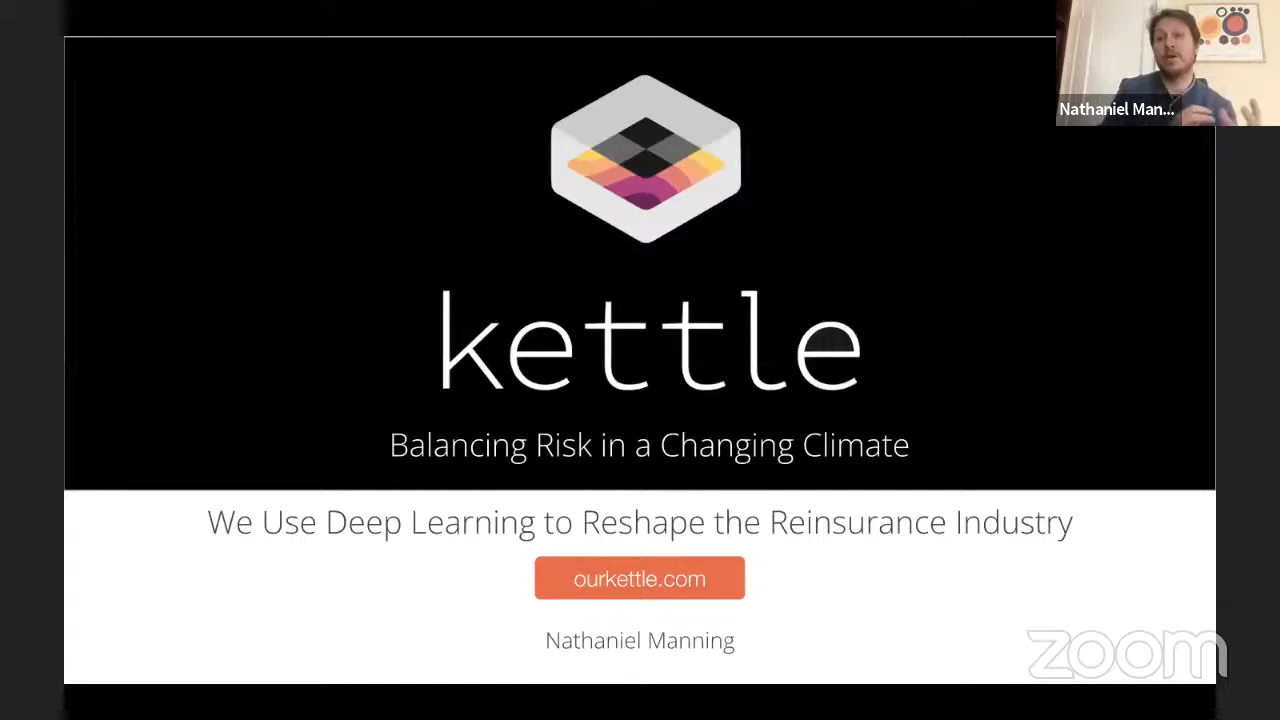 Nathaniel Man...
kettle
Balancing Risk in a Changing Climate
We Use Deep Learning to Reshape the Reinsurance Industry
ourkettle.com
Nathaniel Manning
zoom